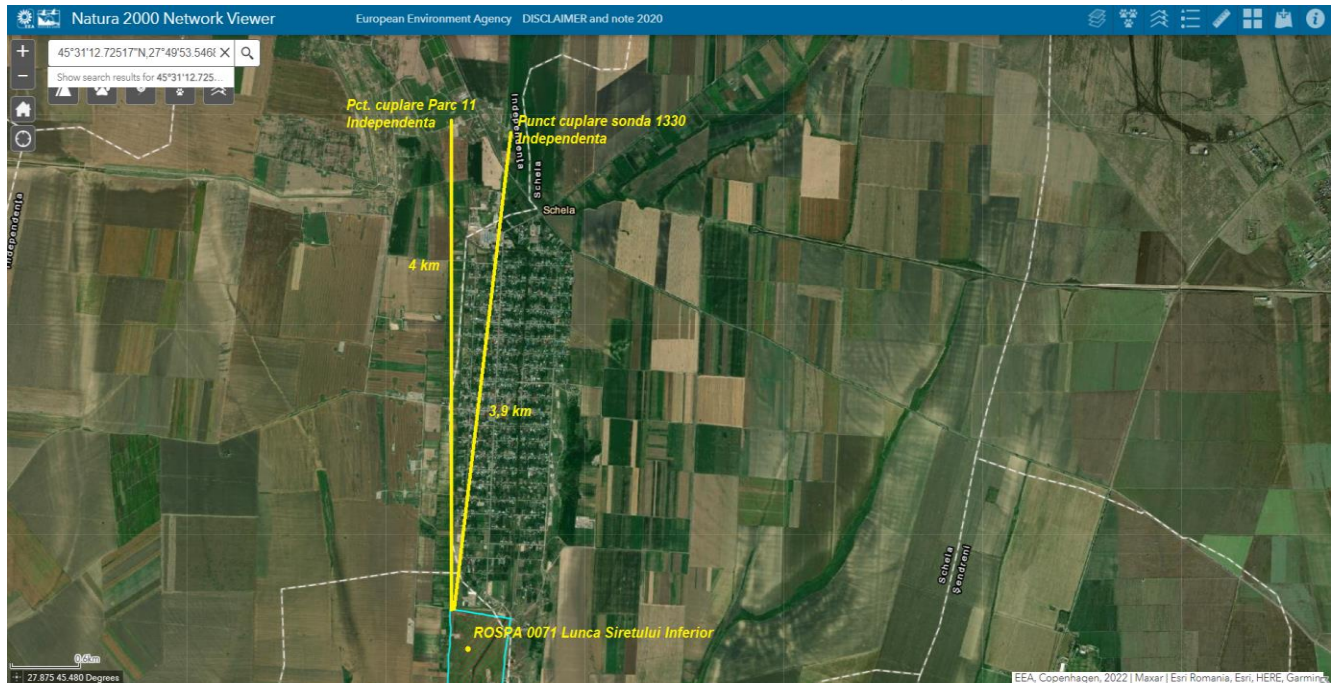 Natura 2000 Network Viewer
European Environment Agency DISCLAIMER and note 2020
45°31'12.72517"N,27°49'53.546
Show search results for 45°31'12.725...
Pct. cuplare Parc 11
Independenta
Punct cuplare sonda 1330
Independenta
Independența
Schela
Schela
Independența
4 km
3,9 km
Schela
Șendreni
ROSPA 0071 Lunca Siretului Inferior
0.6km
27.875 45.480 Degrees
EEA, Copenhagen, 2022 | Maxar | Esri Romania, Esri, HERE, Garmin,